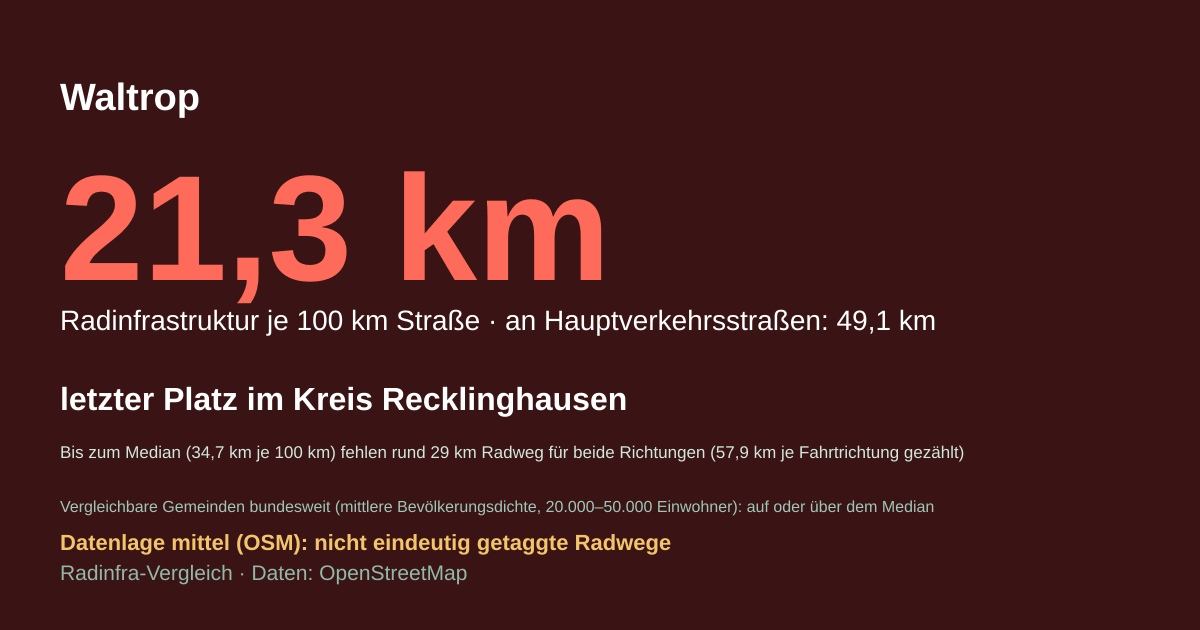 Waltrop
21,3 km
Radinfrastruktur je 100 km Straße · an Hauptverkehrsstraßen: 49,1 km
letzter Platz im Kreis Recklinghausen
Bis zum Median (34,7 km je 100 km) fehlen rund 29 km Radweg für beide Richtungen (57,9 km je Fahrtrichtung gezählt)
Vergleichbare Gemeinden bundesweit (mittlere Bevölkerungsdichte, 20.000–50.000 Einwohner): auf oder über dem Median
Datenlage mittel (OSM): nicht eindeutig getaggte Radwege
Radinfra-Vergleich · Daten: OpenStreetMap